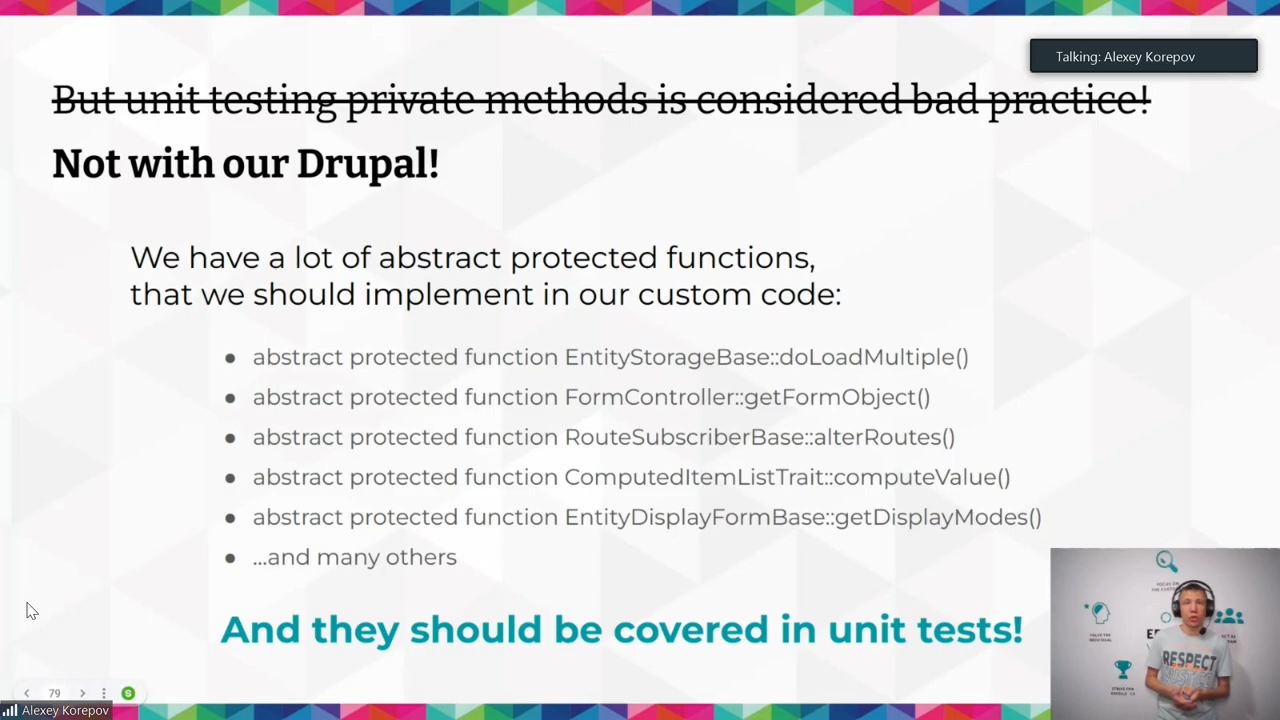 Talking: Alexey Korepov
But unit testing private methods is considered bad practice!
Not with our Drupal!
We have a lot of abstract protected functions,
that we should implement in our custom code:
● abstract protected function EntityStorageBase::doLoadMultiple()
● abstract protected function FormController::getFormObject()
● abstract protected function RouteSubscriberBase::alterRoutes()
● abstract protected function ComputedItemListTrait::computeValue()
● abstract protected function EntityDisplayFormBase::getDisplayModes()
● ...and many others
And they should be covered in unit tests!
79
Alexey Korepov
RESPECT